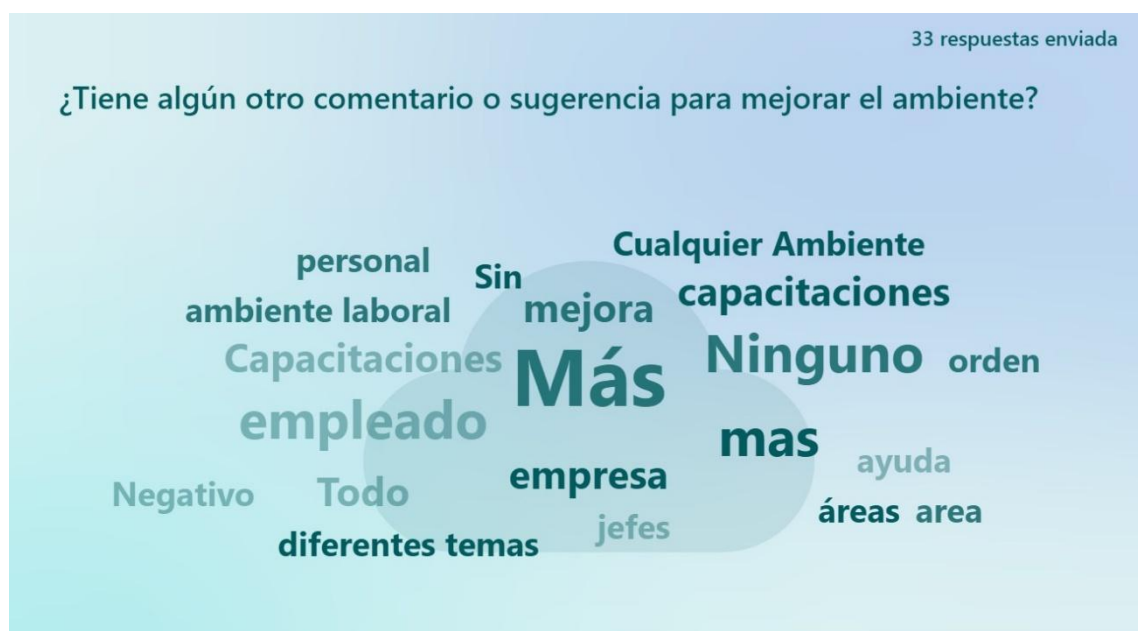 33 respuestas enviada
¿Tiene algún otro comentario o sugerencia para mejorar el ambiente?
Cualquier Ambiente
personal
Sin
capacitaciones
ambiente laboral
mejora
Capacitaciones
Más
Ninguno
orden
empleado
mas
ayuda
empresa
Negativo
Todo
áreas
area
jefes
diferentes temas